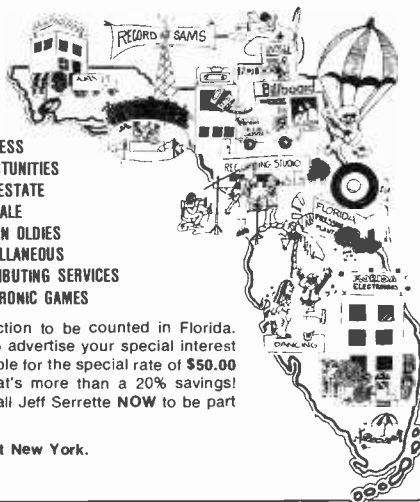 RECORD SAMS
Billboard
RECORDING STUDIO
FLORIDA
PRESSING
PLANT
FLORIDA
ELECTRONICS
DANCING
ESS
TUNITIES
ESTATE
ALE
N OLDIES
LLANEOUS
IBUTING SERVICES
RONIC GAMES
ction to be counted in Florida.
o advertise your special interest
ble for the special rate of $50.00
at's more than a 20% savings!
all Jeff Serrette NOW to be part
t New York.